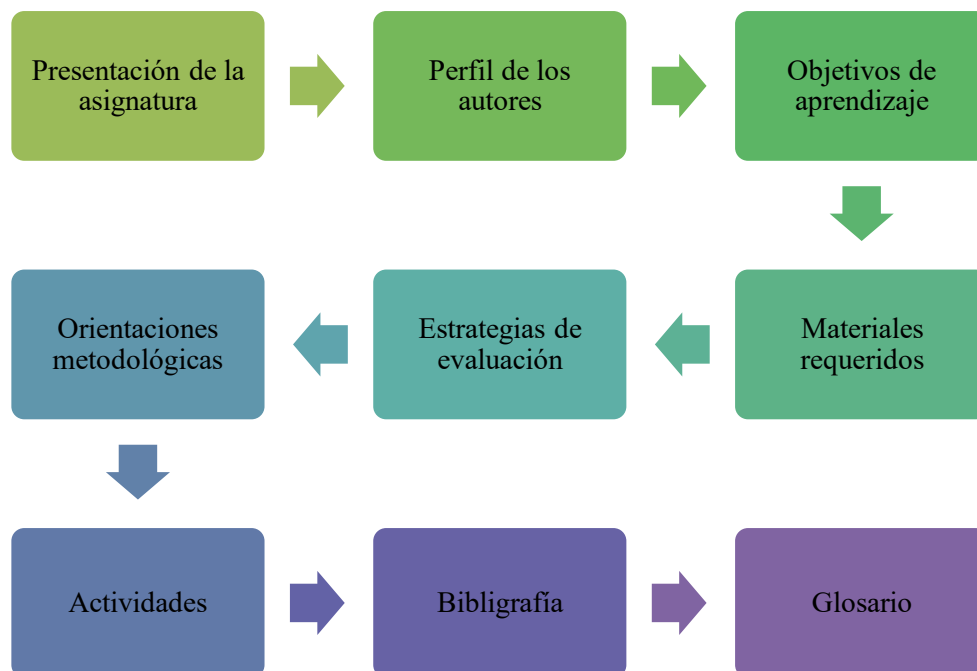 Presentación de la
asignatura
Perfil de los
autores
Objetivos de
aprendizaje
Materiales
requeridos
Estrategias de
evaluación
Orientaciones
metodológicas
Actividades
Bibligrafía
Glosario